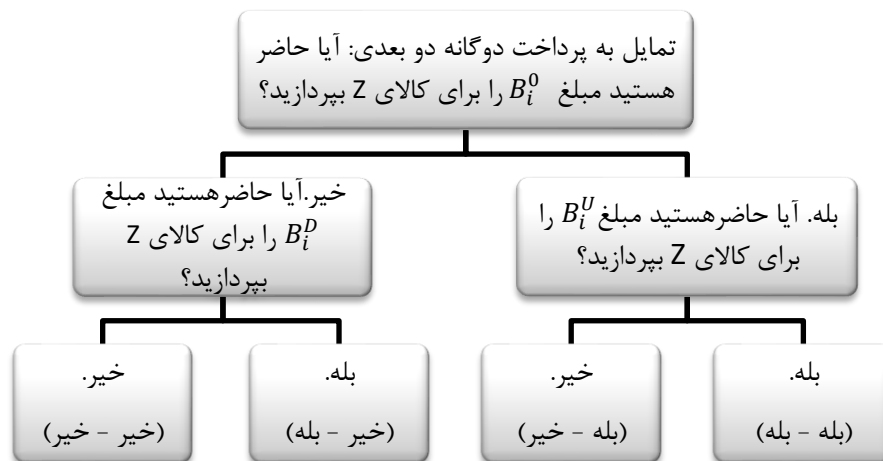 تمایل به پرداخت دوگانه دو بعدی: آیا حاضر
هستید مبلغ $B_i^0$ را برای کالای Z بپردازید؟
بله. آیا حاضرهستید مبلغ $B_i^U$ را
برای کالای Z بپردازید؟
خیر.آیا حاضرهستید مبلغ
$B_i^D$ را برای کالای Z
بپردازید؟
بله.
(بله - بله)
خیر.
(بله - خیر)
بله.
(خیر - بله)
خیر.
(خیر - خیر)